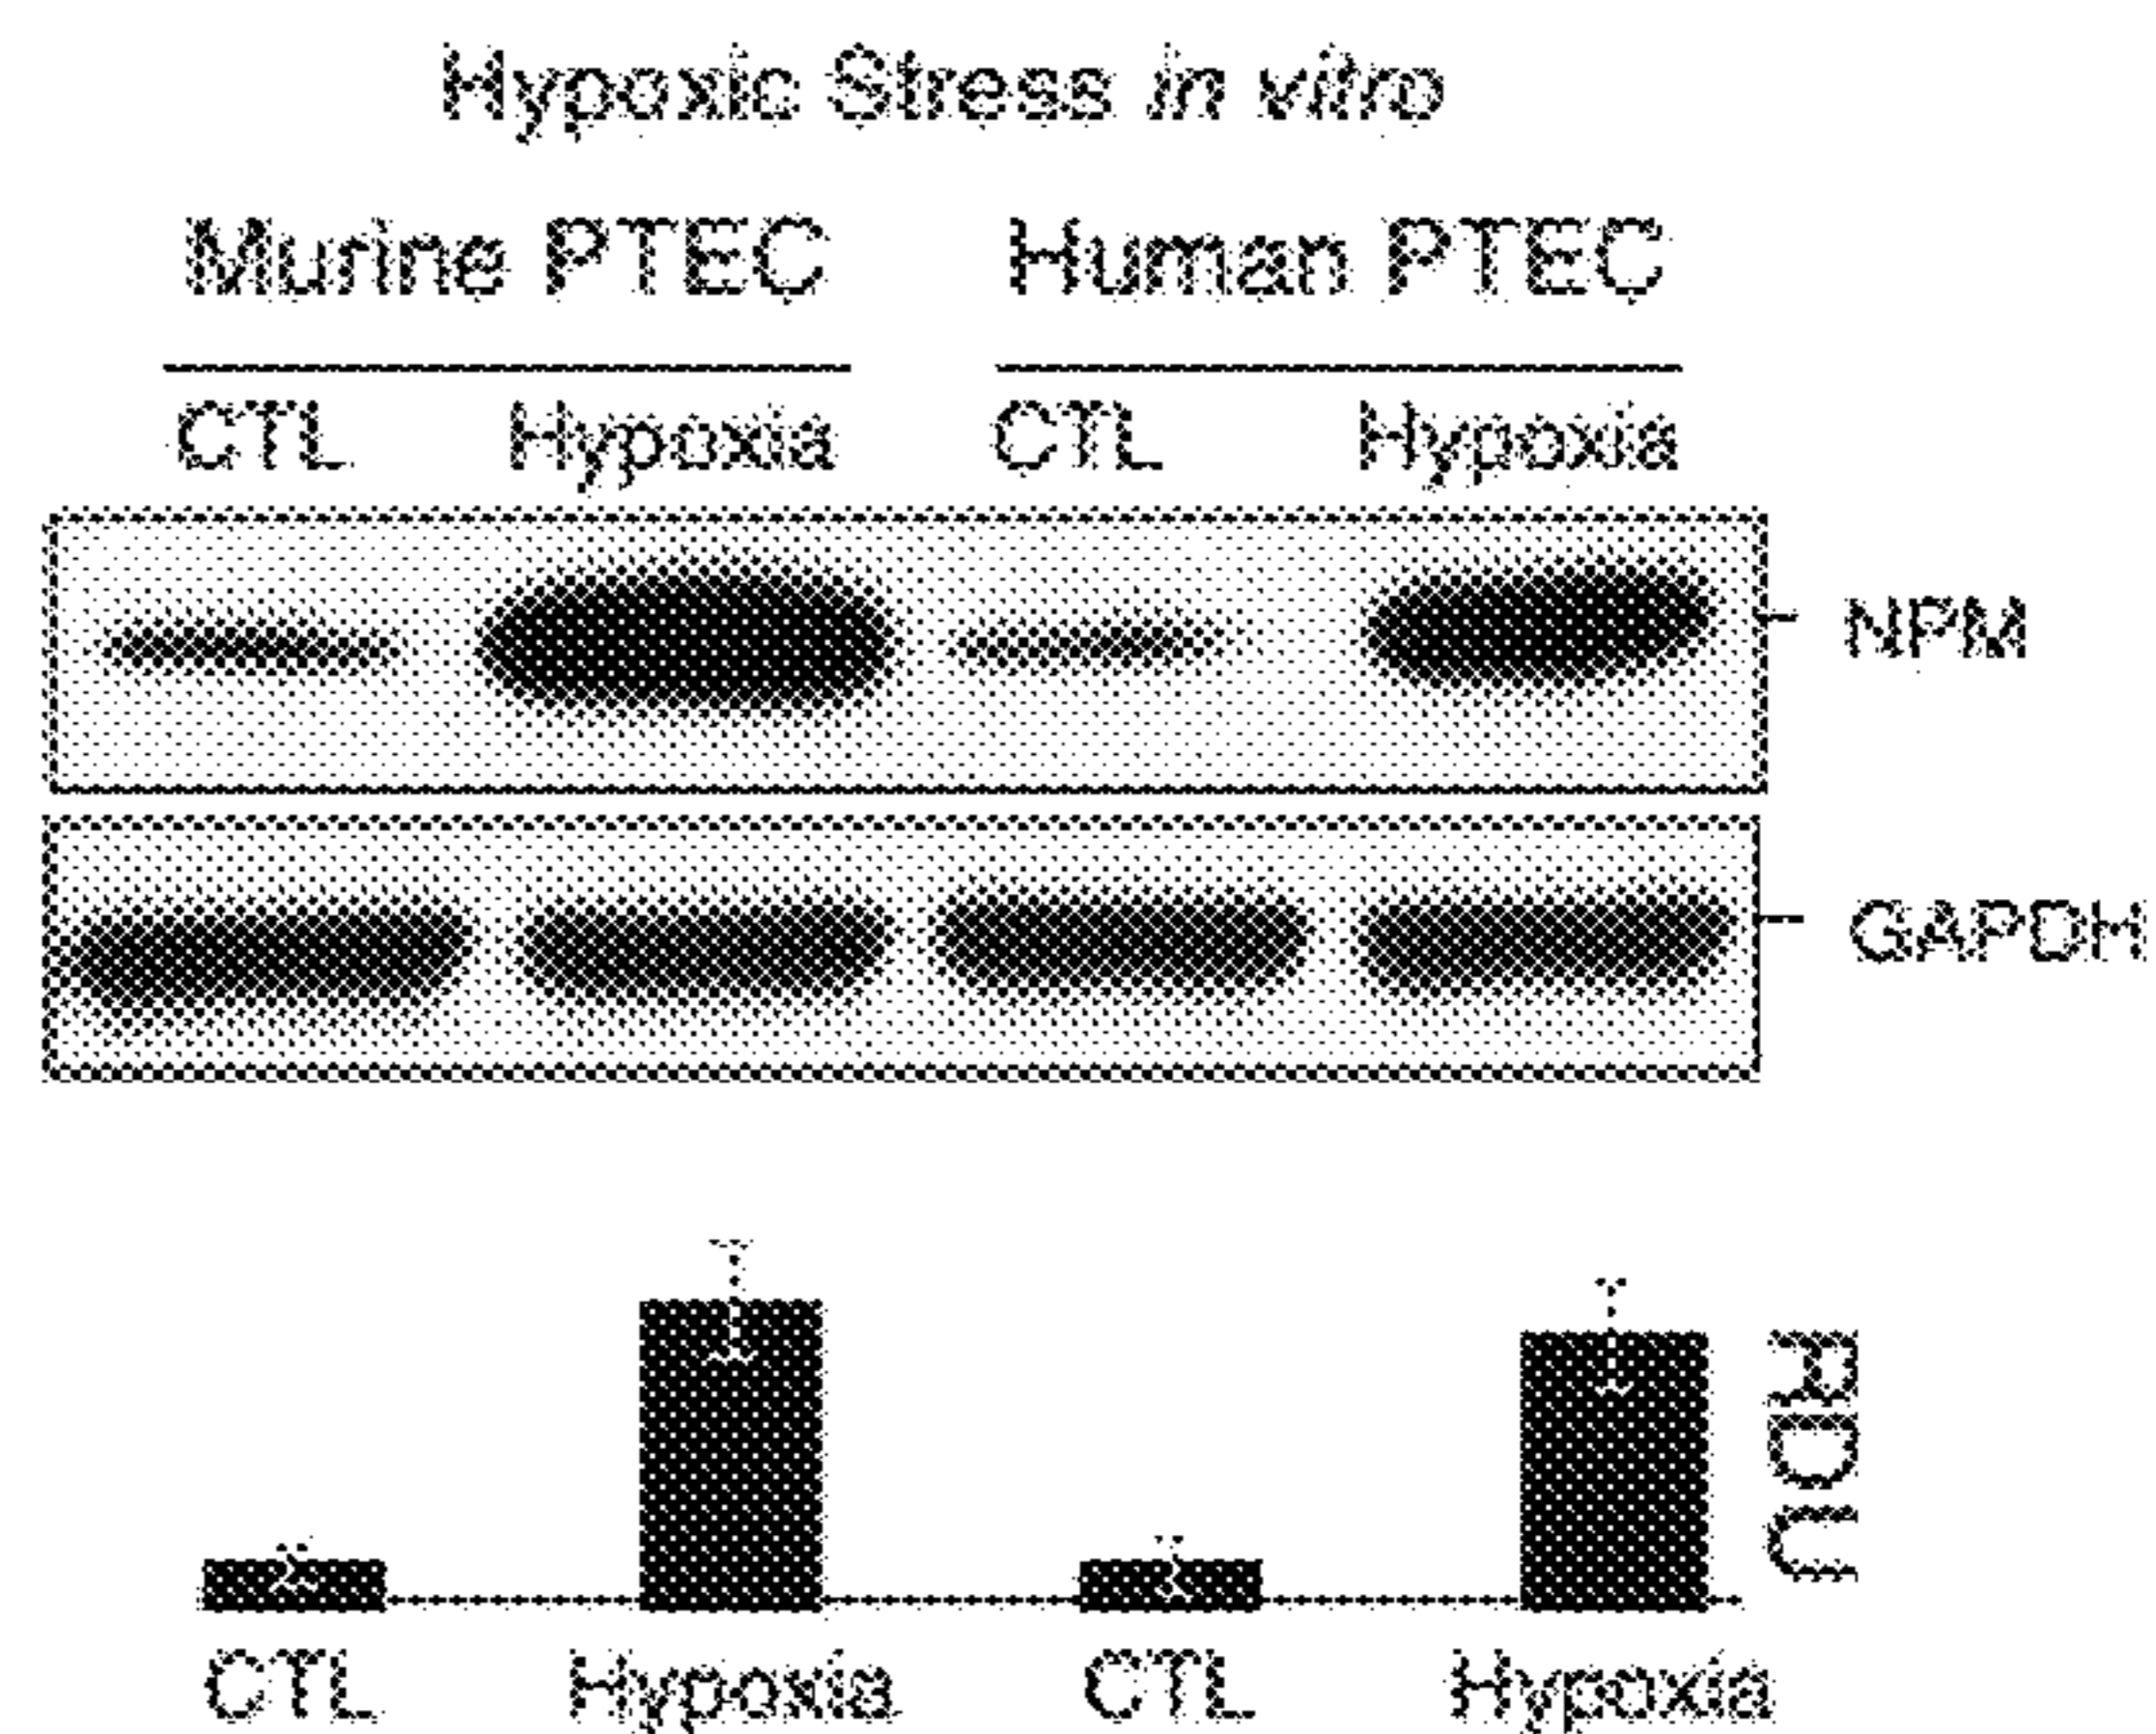 Hypoxic Stress in vitro
Murine PTEC Human PTEC
CTL Hypoxia CTL Hypoxia
NPM
GAPDH
RDU
CTL Hypoxia CTL Hypoxia